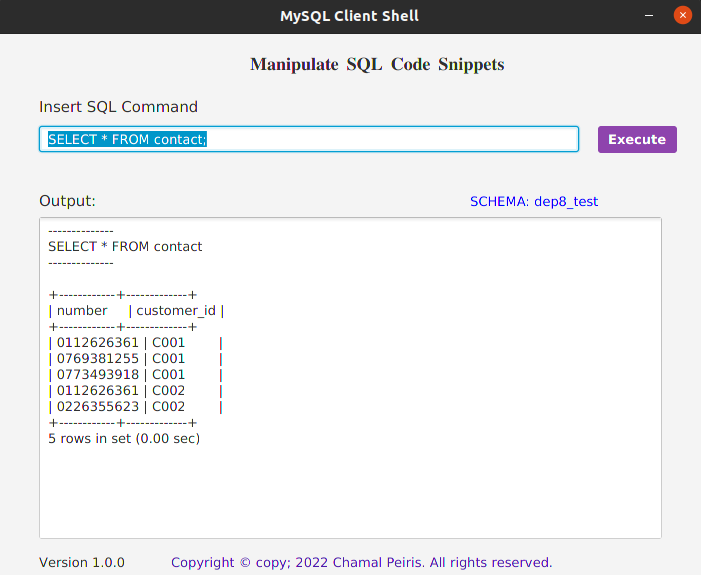 MySQL Client Shell
Manipulate SQL Code Snippets
Insert SQL Command
SELECT * FROM contact;
Execute
Output:
SCHEMA: dep8_test
--------------
SELECT * FROM contact
--------------
+------------+-------------+
| number | customer_id |
+------------+-------------+
| 0112626361 | C001 |
| 0769381255 | C001 |
| 0773493918 | C001 |
| 0112626361 | C002 |
| 0226355623 | C002 |
+------------+-------------+
5 rows in set (0.00 sec)
Version 1.0.0
Copyright © copy; 2022 Chamal Peiris. All rights reserved.